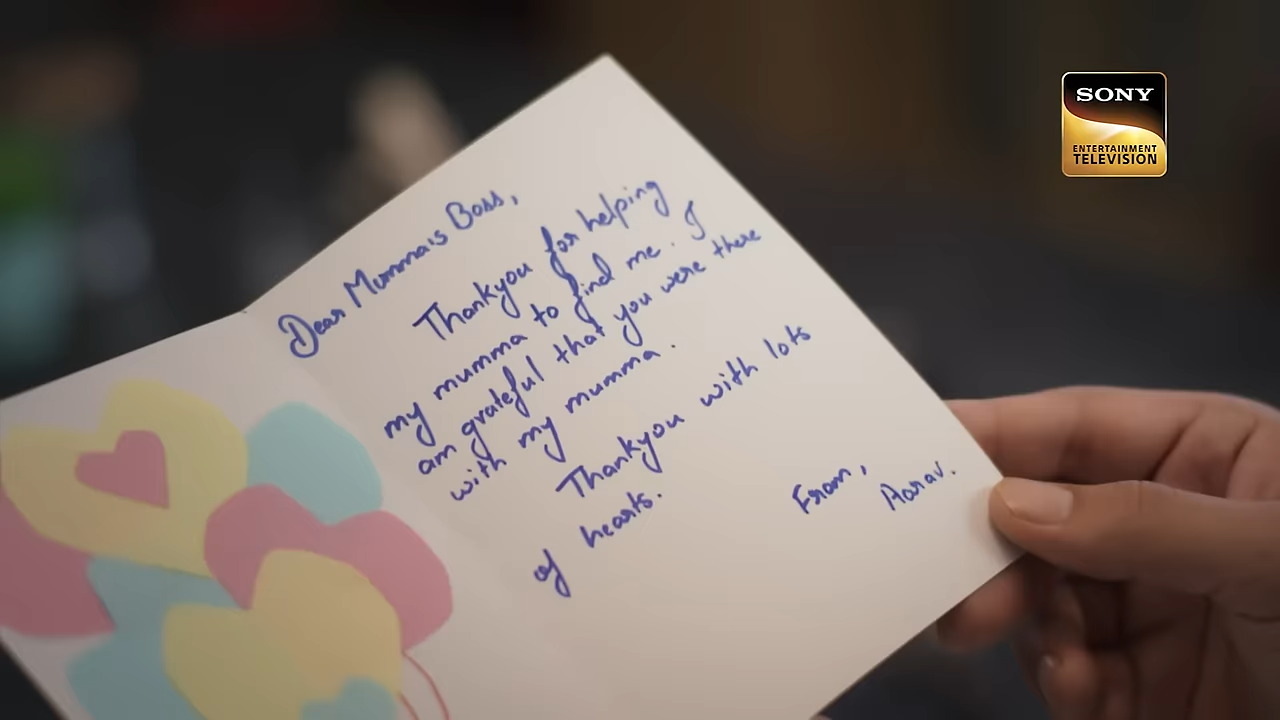 Dear Mumma's Boss,
Thankyou for helping
my mumma to find me. I
am grateful that you were there
with my mumma.
Thankyou with lots
of hearts.
From,
Aarav.
SONY
ENTERTAINMENT
TELEVISION